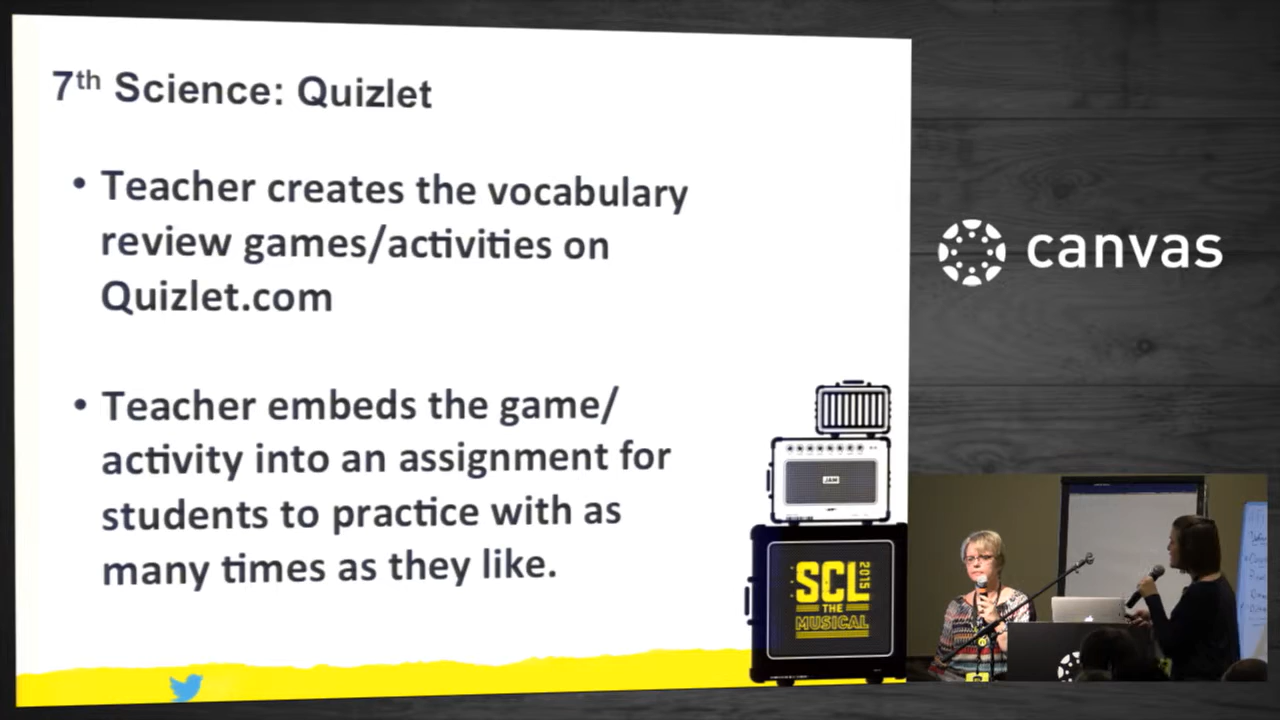 7th Science: Quizlet
• Teacher creates the vocabulary
review games/activities on
Quizlet.com
• Teacher embeds the game/
activity into an assignment for
students to practice with as
many times as they like.
JAM
SCL 2015
THE
MUSICAL
canvas